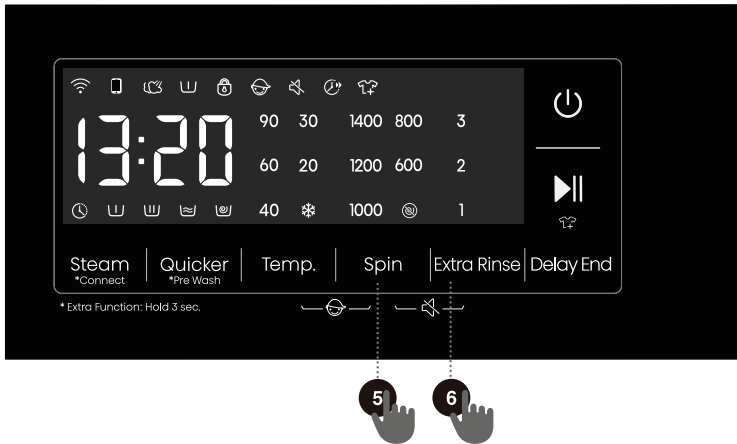 13:20
90 30 1400 800 3
60 20 1200 600 2
40 1000 1
Steam Quicker Temp. Spin Extra Rinse Delay End
*Connect *Pre Wash
* Extra Function: Hold 3 sec.
5 6